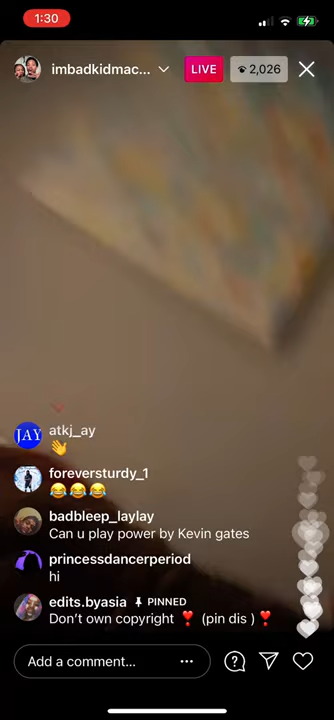 1:30
imbadkidmac...
LIVE
2,026
JAY
atkj_ay
👋
foreversturdy_1
😂😂😂
badbleep_laylay
Can u play power by Kevin gates
princessdancerperiod
hi
edits.byasia PINNED
Don't own copyright ❣️ (pin dis )❣️
Add a comment...